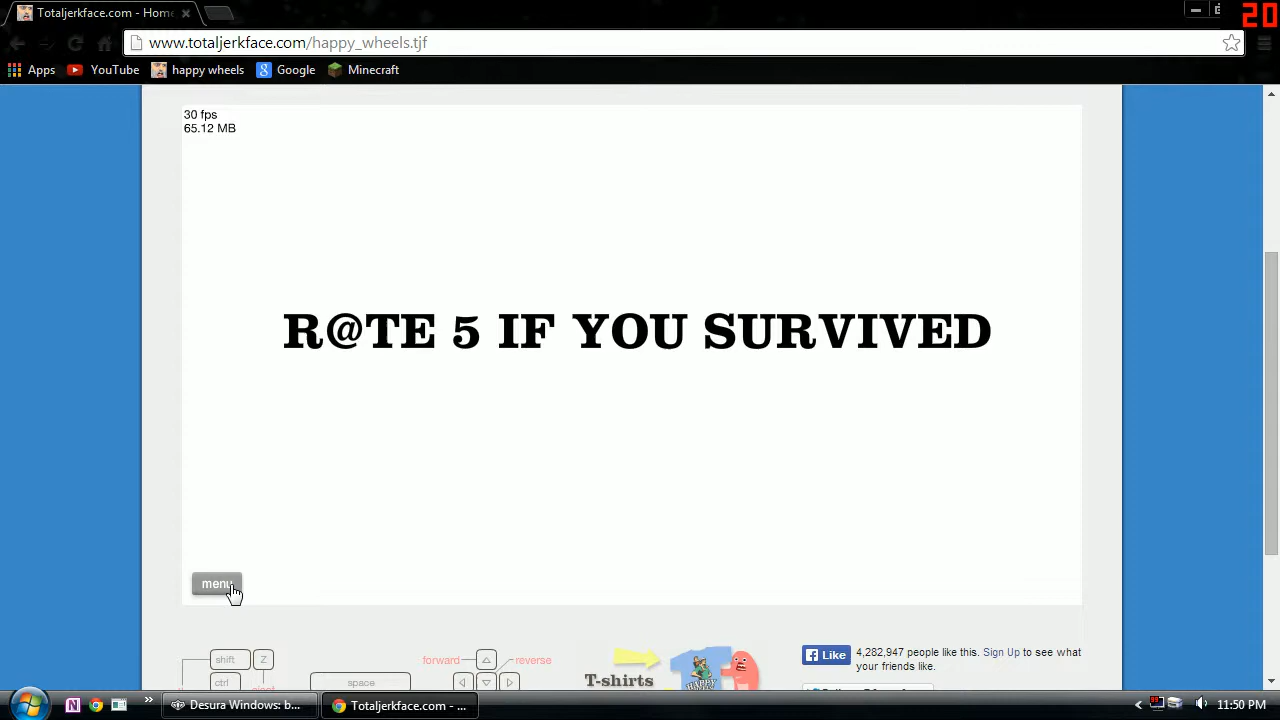 Totaljerkface.com - Home
20
www.totaljerkface.com/happy_wheels.tjf
Apps YouTube happy wheels Google Minecraft
30 fps
65.12 MB
R@TE 5 IF YOU SURVIVED
menu
shift Z forward reverse
ctrl space
T-shirts
HAPPY
Like 4,282,947 people like this. Sign Up to see what
your friends like.
Desura Windows: b... Totaljerkface.com - ... 11:50 PM